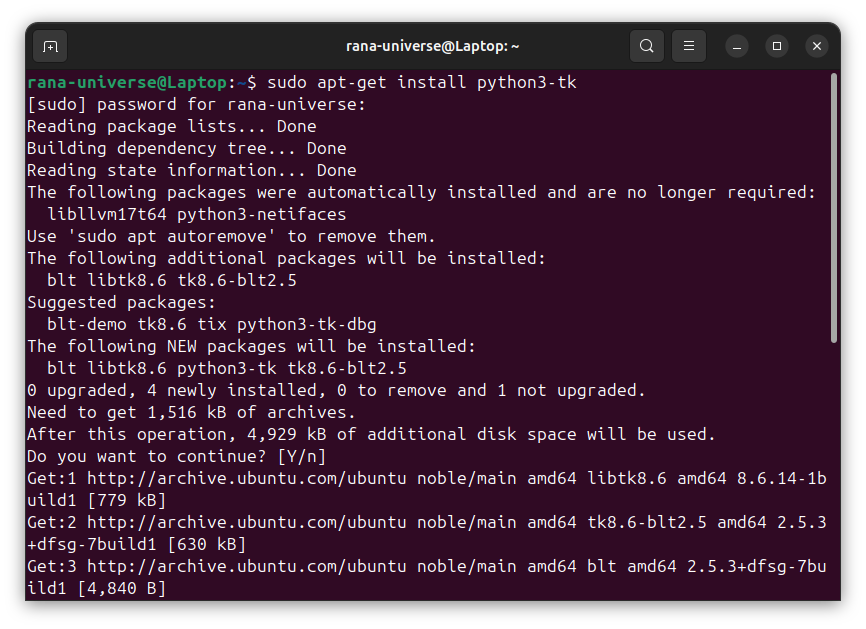 rana-universe@Laptop: ~
rana-universe@Laptop:~$ sudo apt-get install python3-tk
[sudo] password for rana-universe:
Reading package lists... Done
Building dependency tree... Done
Reading state information... Done
The following packages were automatically installed and are no longer required:
  libllvm17t64 python3-netifaces
Use 'sudo apt autoremove' to remove them.
The following additional packages will be installed:
  blt libtk8.6 tk8.6-blt2.5
Suggested packages:
  blt-demo tk8.6 tix python3-tk-dbg
The following NEW packages will be installed:
  blt libtk8.6 python3-tk tk8.6-blt2.5
0 upgraded, 4 newly installed, 0 to remove and 1 not upgraded.
Need to get 1,516 kB of archives.
After this operation, 4,929 kB of additional disk space will be used.
Do you want to continue? [Y/n]
Get:1 http://archive.ubuntu.com/ubuntu noble/main amd64 libtk8.6 amd64 8.6.14-1b
uild1 [779 kB]
Get:2 http://archive.ubuntu.com/ubuntu noble/main amd64 tk8.6-blt2.5 amd64 2.5.3
+dfsg-7build1 [630 kB]
Get:3 http://archive.ubuntu.com/ubuntu noble/main amd64 blt amd64 2.5.3+dfsg-7bu
ild1 [4,840 B]